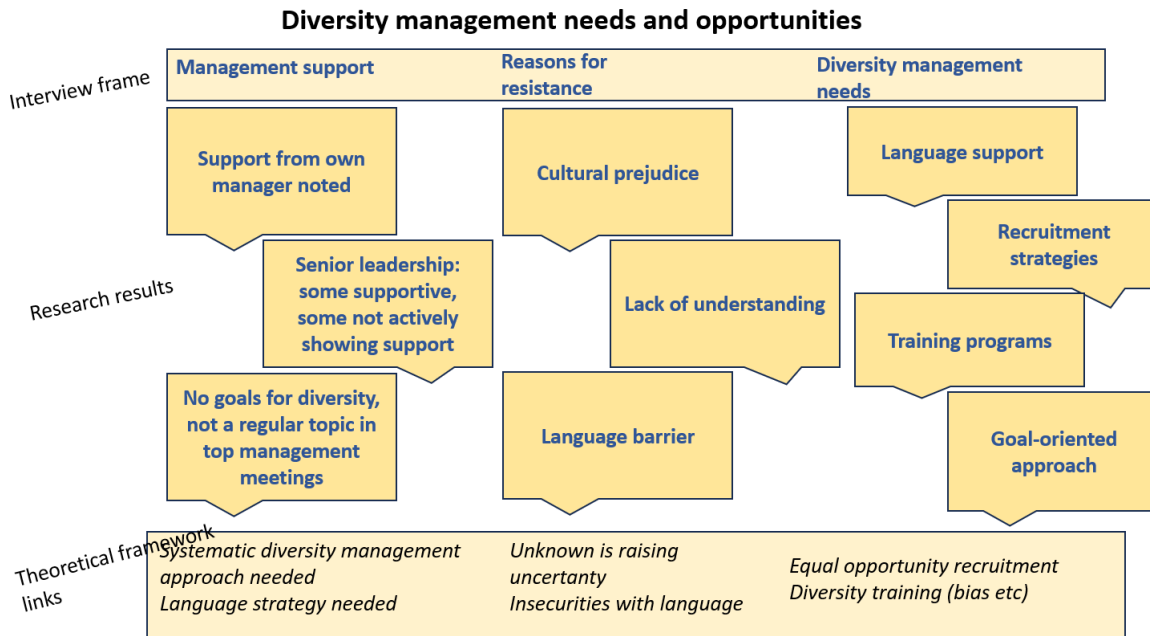 Diversity management needs and opportunities
Interview frame
Management support
Reasons for
resistance
Diversity management
needs
Research results
Support from own
manager noted
Senior leadership:
some supportive,
some not actively
showing support
No goals for diversity,
not a regular topic in
top management
meetings
Cultural prejudice
Lack of understanding
Language barrier
Language support
Recruitment
strategies
Training programs
Goal-oriented
approach
Theoretical framework
links
Systematic diversity management
approach needed
Language strategy needed
Unknown is raising
uncertanty
Insecurities with language
Equal opportunity recruitment
Diversity training (bias etc)